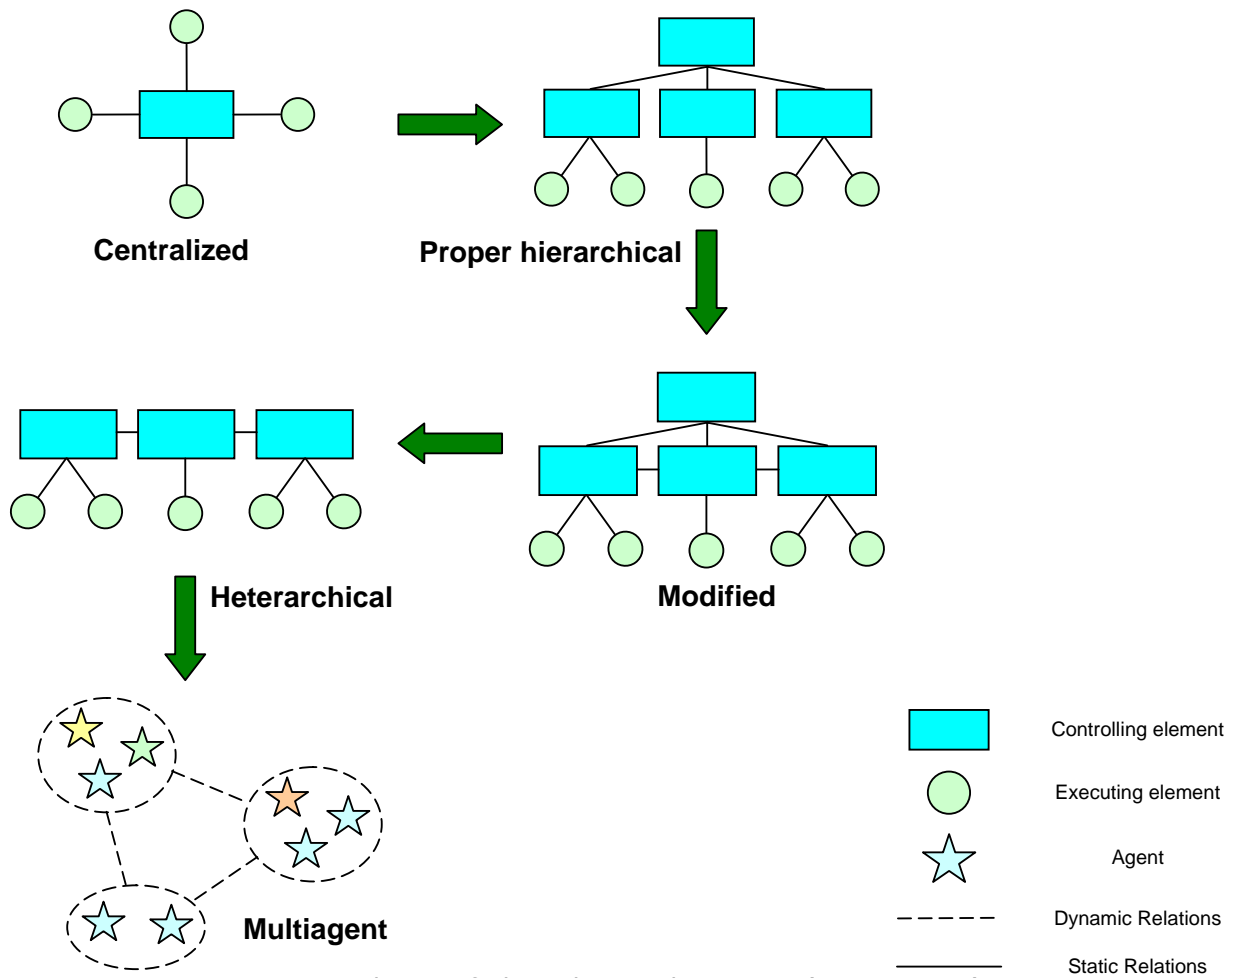 Centralized
Proper hierarchical
Heterarchical
Modified
Multiagent
Controlling element
Executing element
Agent
Dynamic Relations
Static Relations